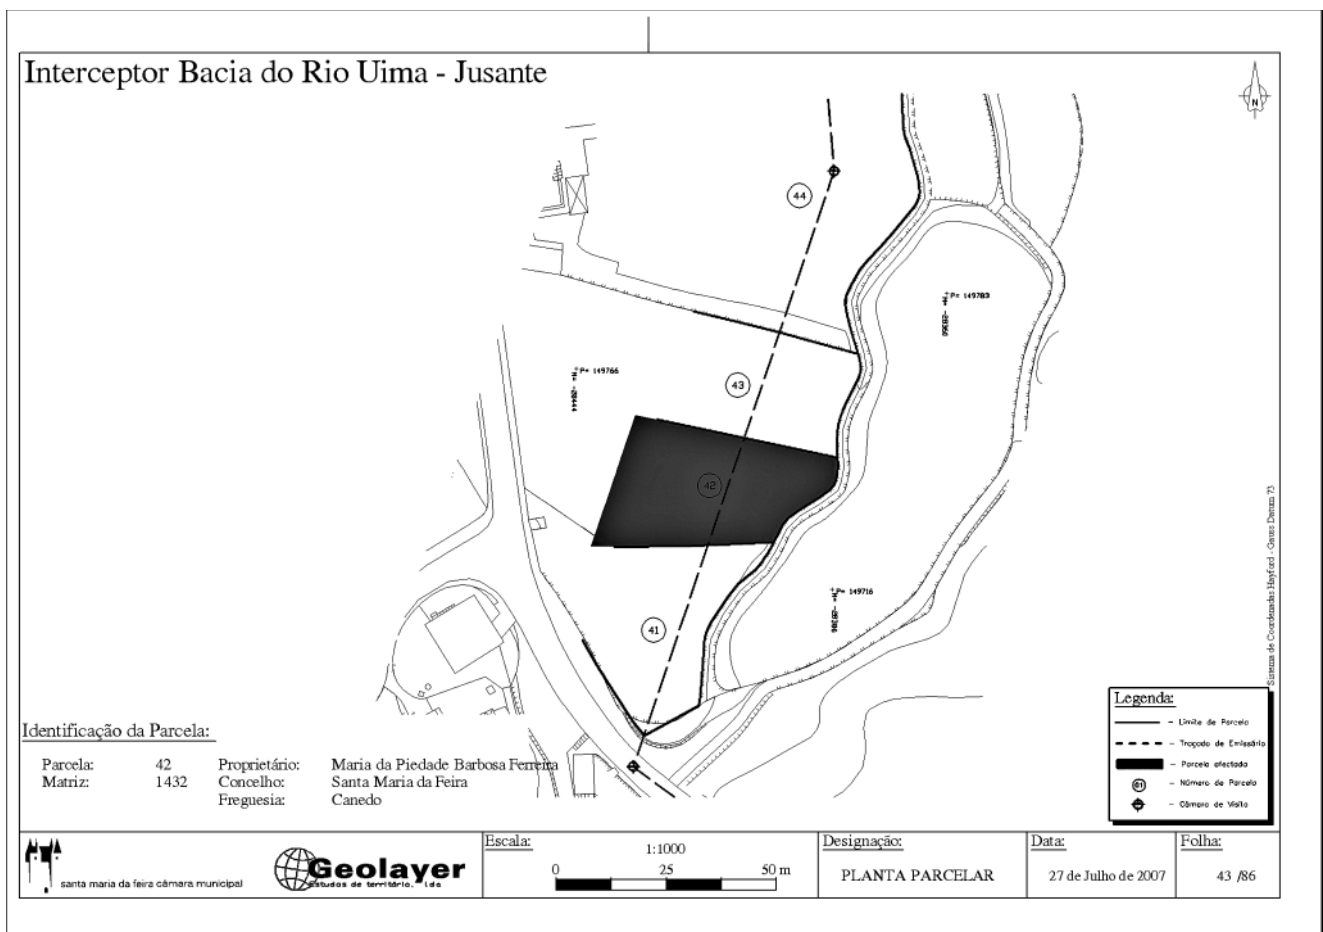 Interceptor Bacia do Rio Uima - Jusante
N
44
P= 149783
M= -28360
43
P= 149766
M= -28444
42
P= 149716
M= -28386
41
Sistema de Coordenadas Hayford - Gauss Datum 73
Legenda:
- Limite de Parcela
- Traçado de Emissário
- Parcela afectada
01 - Número de Parcela
- Câmara de Visita
Identificação da Parcela:
Parcela: 42 Proprietário: Maria da Piedade Barbosa Ferreira
Matriz: 1432 Concelho: Santa Maria da Feira
Freguesia: Canedo
santa maria da feira câmara municipal
Geolayer
Estudos de território, lda
Escala:
1:1000
0 25 50 m
Designação:
PLANTA PARCELAR
Data:
27 de Julho de 2007
Folha:
43 /86